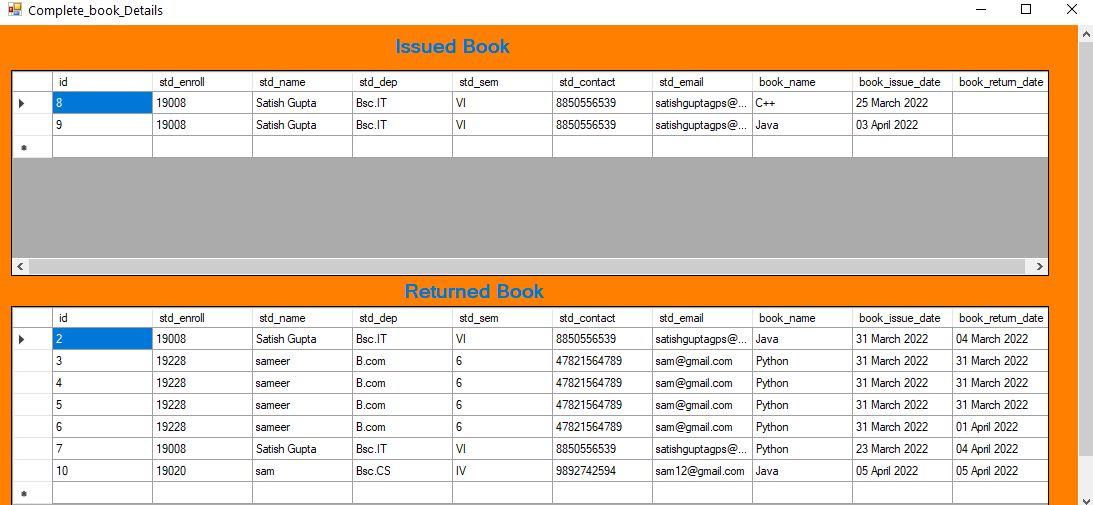 Complete_book_Details
Issued Book
id std_enroll std_name std_dep std_sem std_contact std_email book_name book_issue_date book_return_date
8 19008 Satish Gupta Bsc.IT VI 8850556539 satishguptagps@... C++ 25 March 2022
9 19008 Satish Gupta Bsc.IT VI 8850556539 satishguptagps@... Java 03 April 2022
Returned Book
id std_enroll std_name std_dep std_sem std_contact std_email book_name book_issue_date book_return_date
2 19008 Satish Gupta Bsc.IT VI 8850556539 satishguptagps@... Java 31 March 2022 04 March 2022
3 19228 sameer B.com 6 47821564789 sam@gmail.com Python 31 March 2022 31 March 2022
4 19228 sameer B.com 6 47821564789 sam@gmail.com Python 31 March 2022 31 March 2022
5 19228 sameer B.com 6 47821564789 sam@gmail.com Python 31 March 2022 31 March 2022
6 19228 sameer B.com 6 47821564789 sam@gmail.com Python 31 March 2022 01 April 2022
7 19008 Satish Gupta Bsc.IT VI 8850556539 satishguptagps@... Python 23 March 2022 04 April 2022
10 19020 sam Bsc.CS IV 9892742594 sam12@gmail.com Java 05 April 2022 05 April 2022